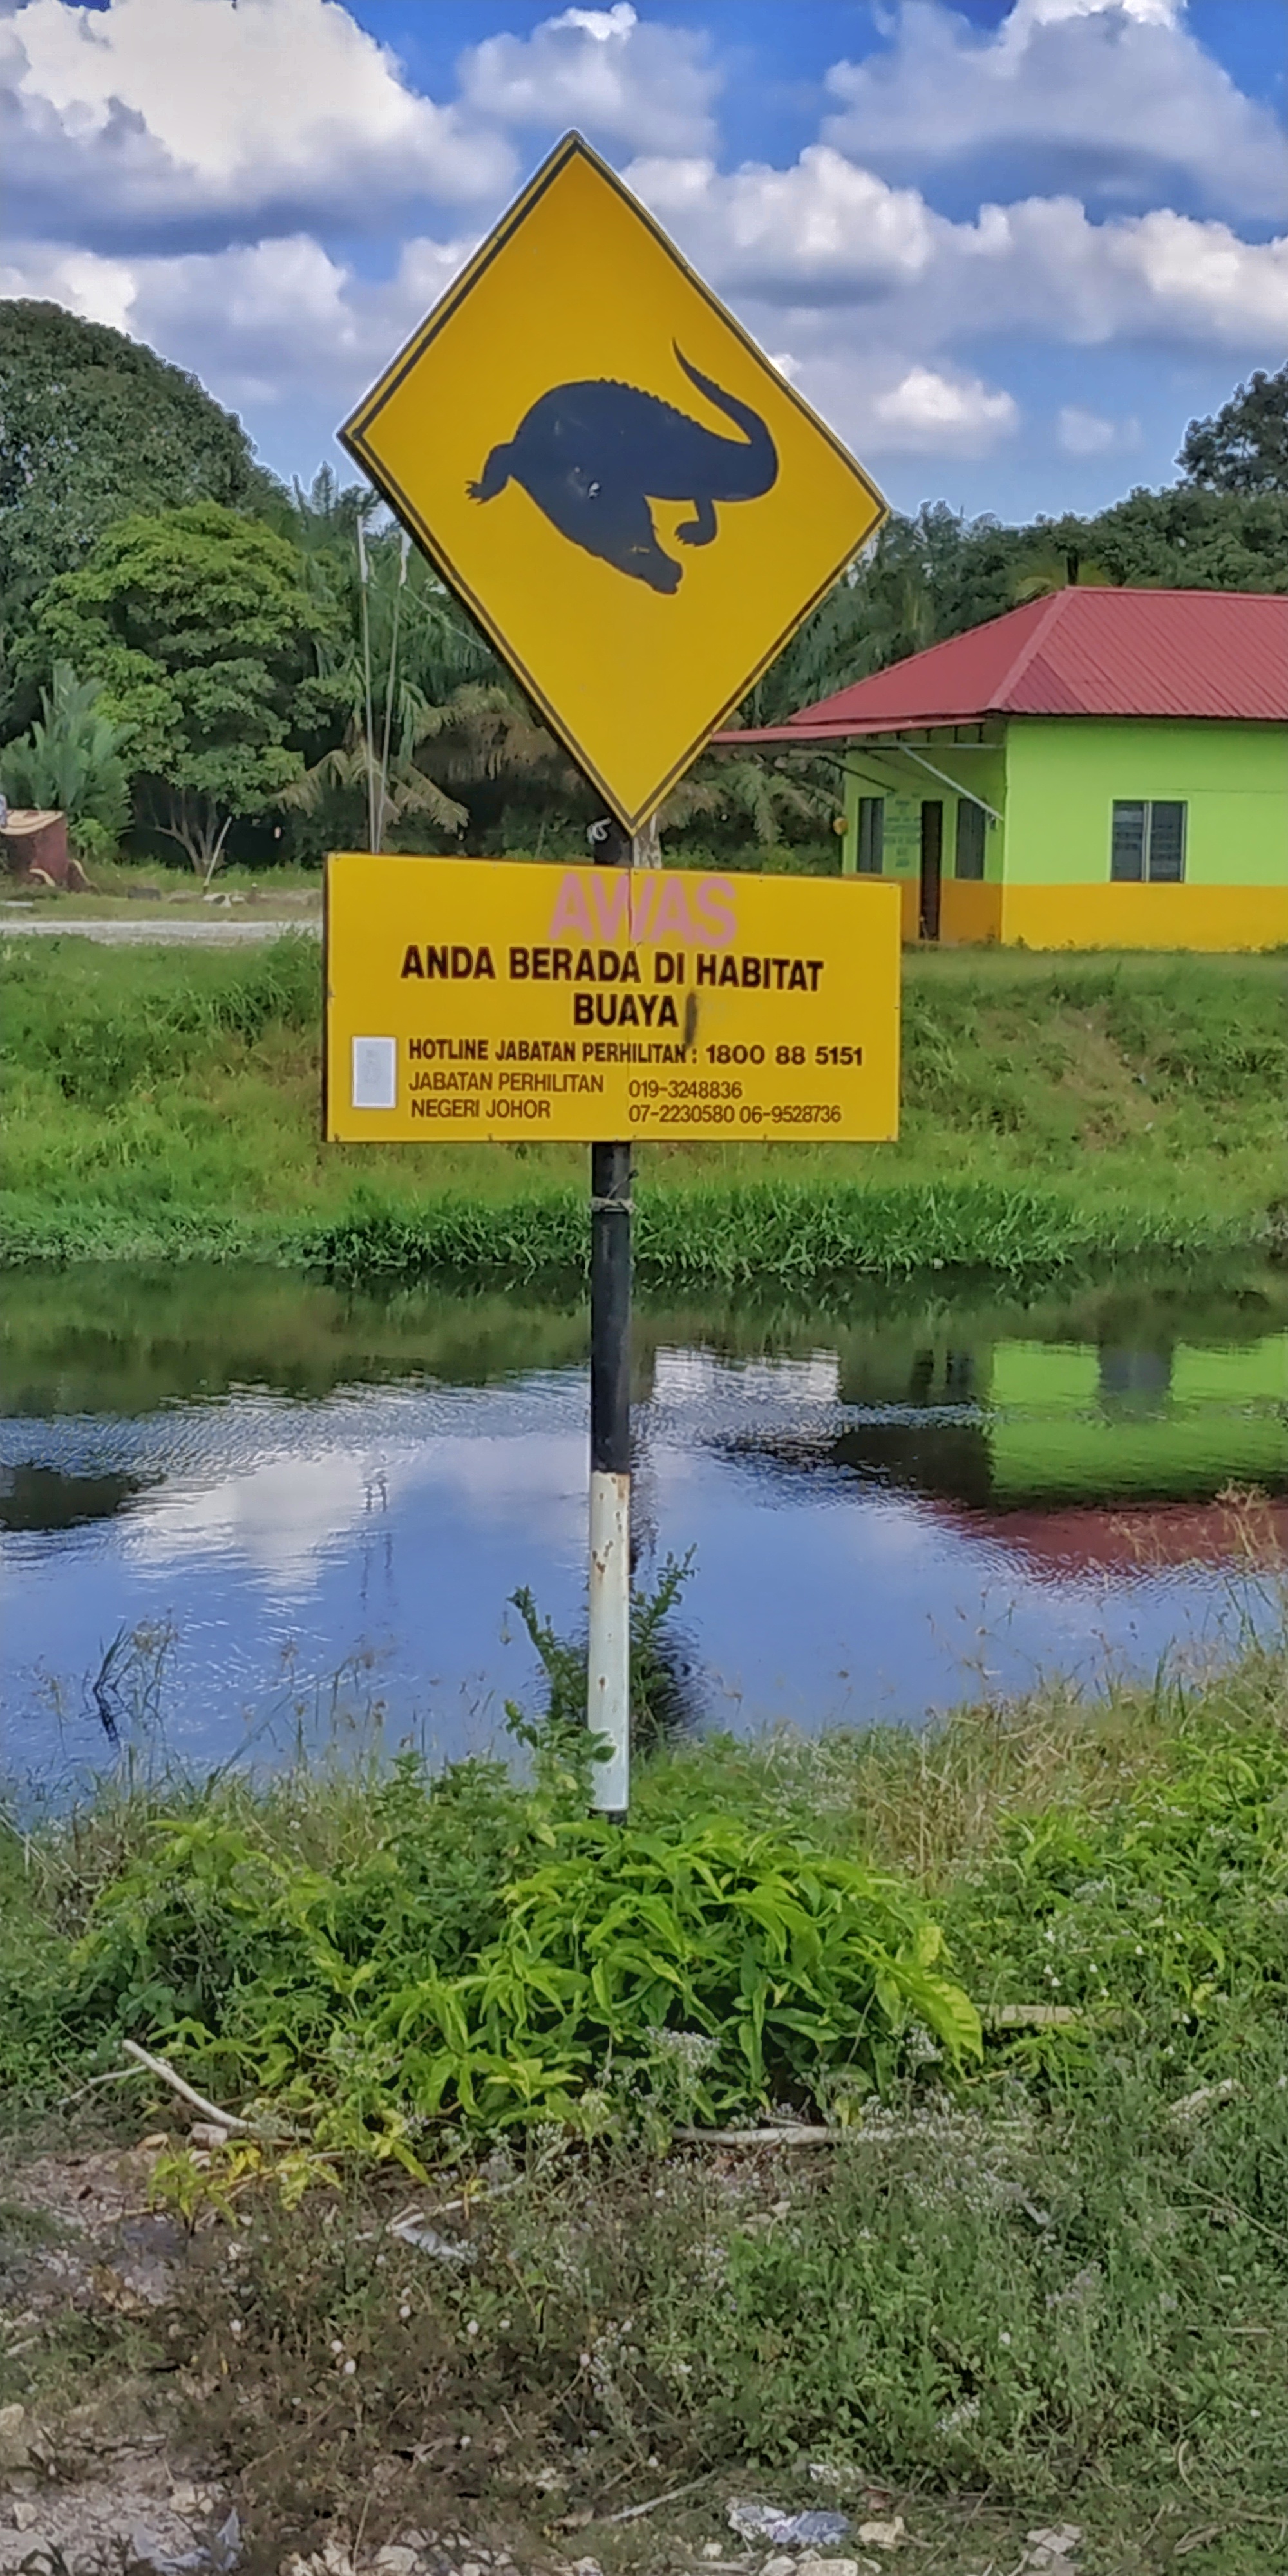 AWAS
ANDA BERADA DI HABITAT
BUAYA
HOTLINE JABATAN PERHILITAN : 1800 88 5151
JABATAN PERHILITAN 019-3248836
NEGERI JOHOR 07-2230580 06-9528736